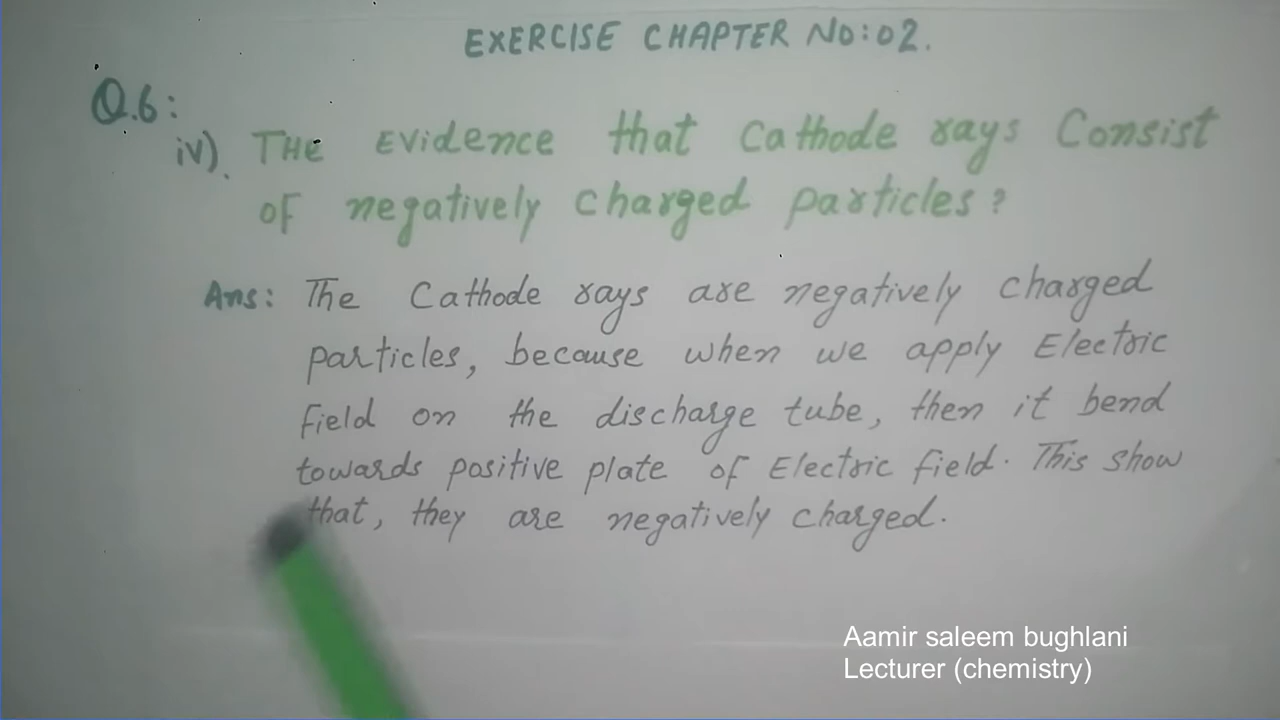 EXERCISE CHAPTER NO:02.
Q.6:
iv). THE Evidence that Cathode rays Consist
of negatively charged particles?
Ans: The Cathode rays are negatively charged
particles, because when we apply Electric
Field on the discharge tube, then it bend
towards positive plate of Electric field. This show
that, they are negatively charged.
Aamir saleem bughlani
Lecturer (chemistry)